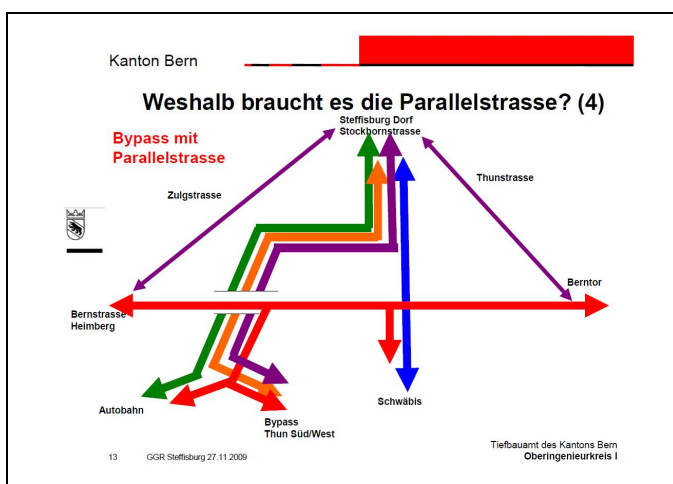 Kanton Bern
Weshalb braucht es die Parallelstrasse? (4)
Steffisburg Dorf
Stockhornstrasse
Bypass mit
Parallelstrasse
Thunstrasse
Zulgstrasse
Berntor
Bernstrasse
Heimberg
Autobahn
Schwäbis
Bypass
Thun Süd/West
Tiefbauamt des Kantons Bern
Oberingenieurkreis I
13 GGR Steffisburg 27.11.2009